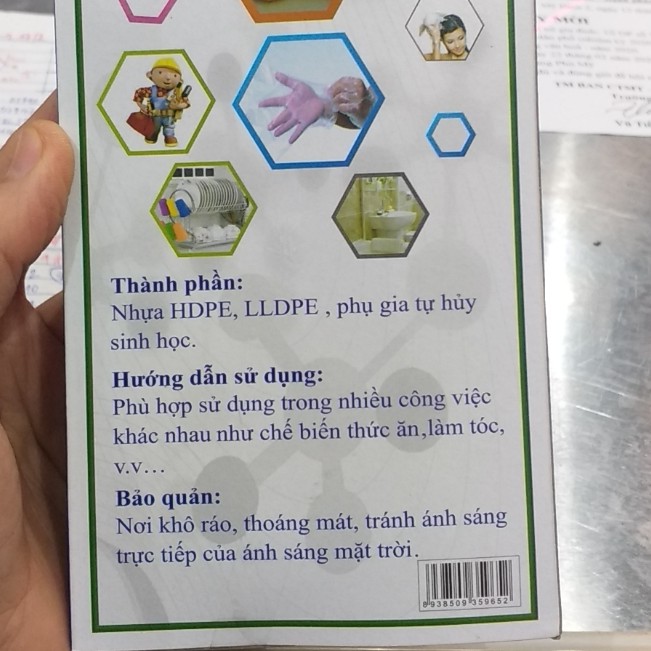 Thành phần:
Nhựa HDPE, LLDPE , phụ gia tự hủy
sinh học.
Hướng dẫn sử dụng:
Phù hợp sử dụng trong nhiều công việc
khác nhau như chế biến thức ăn,làm tóc,
v.v...
Bảo quản:
Nơi khô ráo, thoáng mát, tránh ánh sáng
trực tiếp của ánh sáng mặt trời.
8938509359652